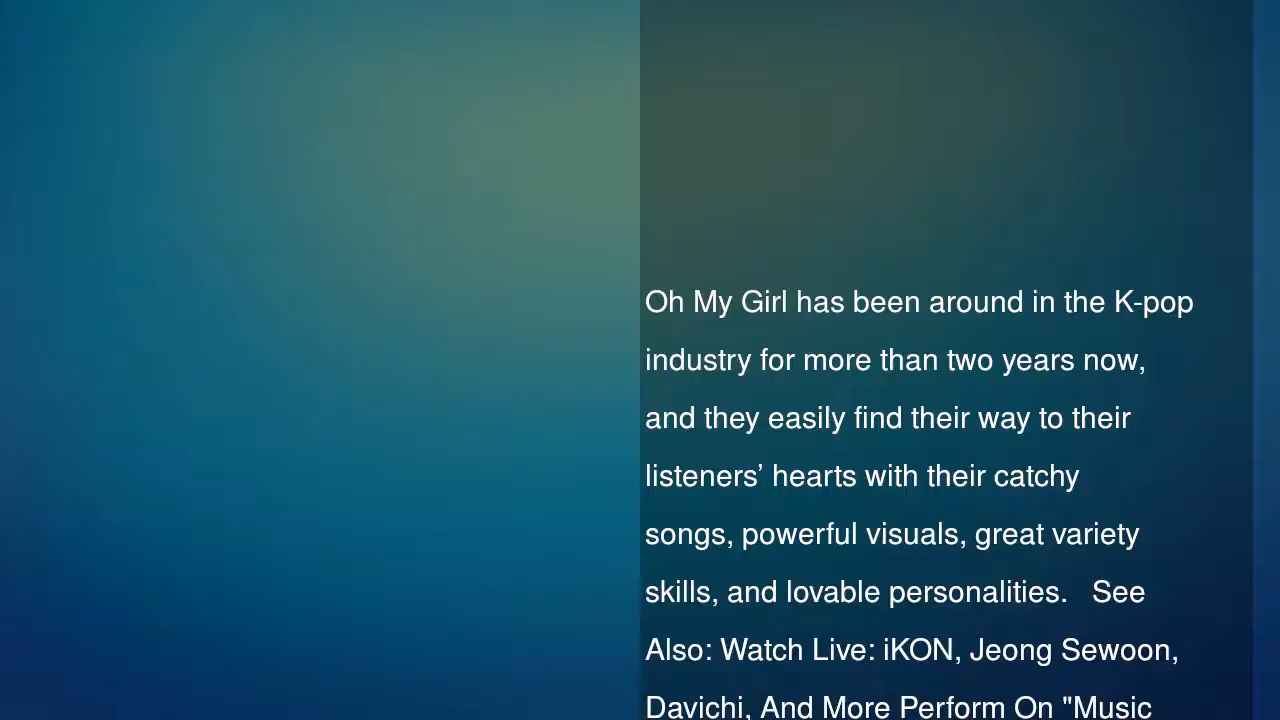 Oh My Girl has been around in the K-pop
industry for more than two years now,
and they easily find their way to their
listeners’ hearts with their catchy
songs, powerful visuals, great variety
skills, and lovable personalities.   See
Also: Watch Live: iKON, Jeong Sewoon,
Davichi, And More Perform On "Music